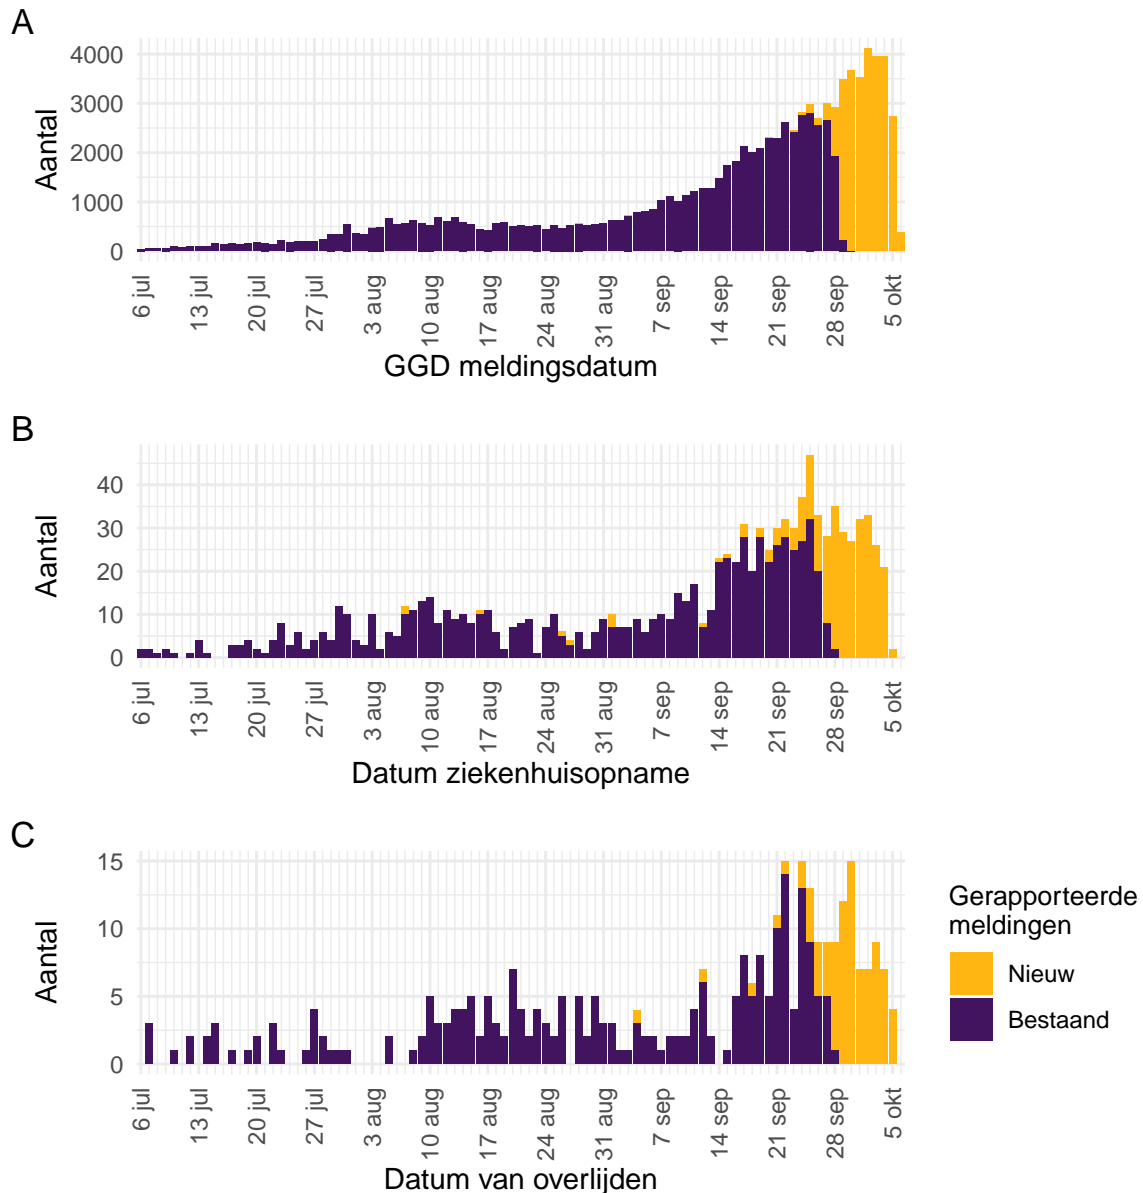 A
Aantal
4000
3000
2000
1000
0
6 jul
13 jul
20 jul
27 jul
3 aug
10 aug
17 aug
24 aug
31 aug
7 sep
14 sep
21 sep
28 sep
5 okt
GGD meldingsdatum
B
Aantal
40
30
20
10
0
6 jul
13 jul
20 jul
27 jul
3 aug
10 aug
17 aug
24 aug
31 aug
7 sep
14 sep
21 sep
28 sep
5 okt
Datum ziekenhuisopname
C
Aantal
15
10
5
0
6 jul
13 jul
20 jul
27 jul
3 aug
10 aug
17 aug
24 aug
31 aug
7 sep
14 sep
21 sep
28 sep
5 okt
Datum van overlijden
Gerapporteerde
meldingen
Nieuw
Bestaand